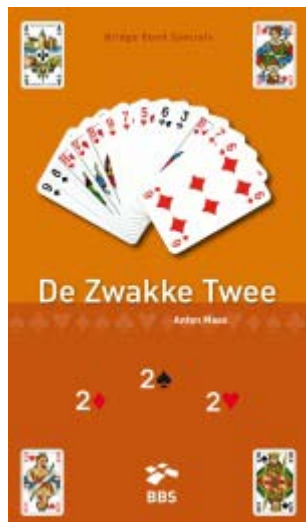 Bridge Bond Specials
De Zwakke Twee
Anton Maas
2♠
2♦ 2♥
BBS